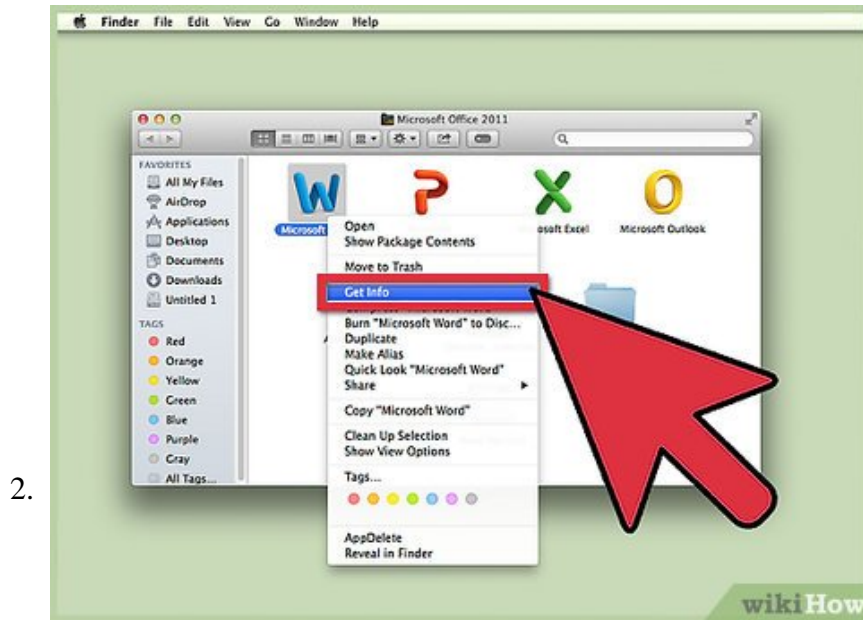 Finder File Edit View Go Window Help
Microsoft Office 2011
FAVORITES
All My Files
AirDrop
Applications
Desktop
Documents
Downloads
Untitled 1
TAGS
Red
Orange
Yellow
Green
Blue
Purple
Gray
All Tags...
Microsoft Excel
Microsoft Outlook
Open
Show Package Contents
Move to Trash
Get Info
Burn "Microsoft Word" to Disc...
Duplicate
Make Alias
Quick Look "Microsoft Word"
Share
Copy "Microsoft Word"
Clean Up Selection
Show View Options
Tags...
AppDelete
Reveal in Finder
2.
wikiHow